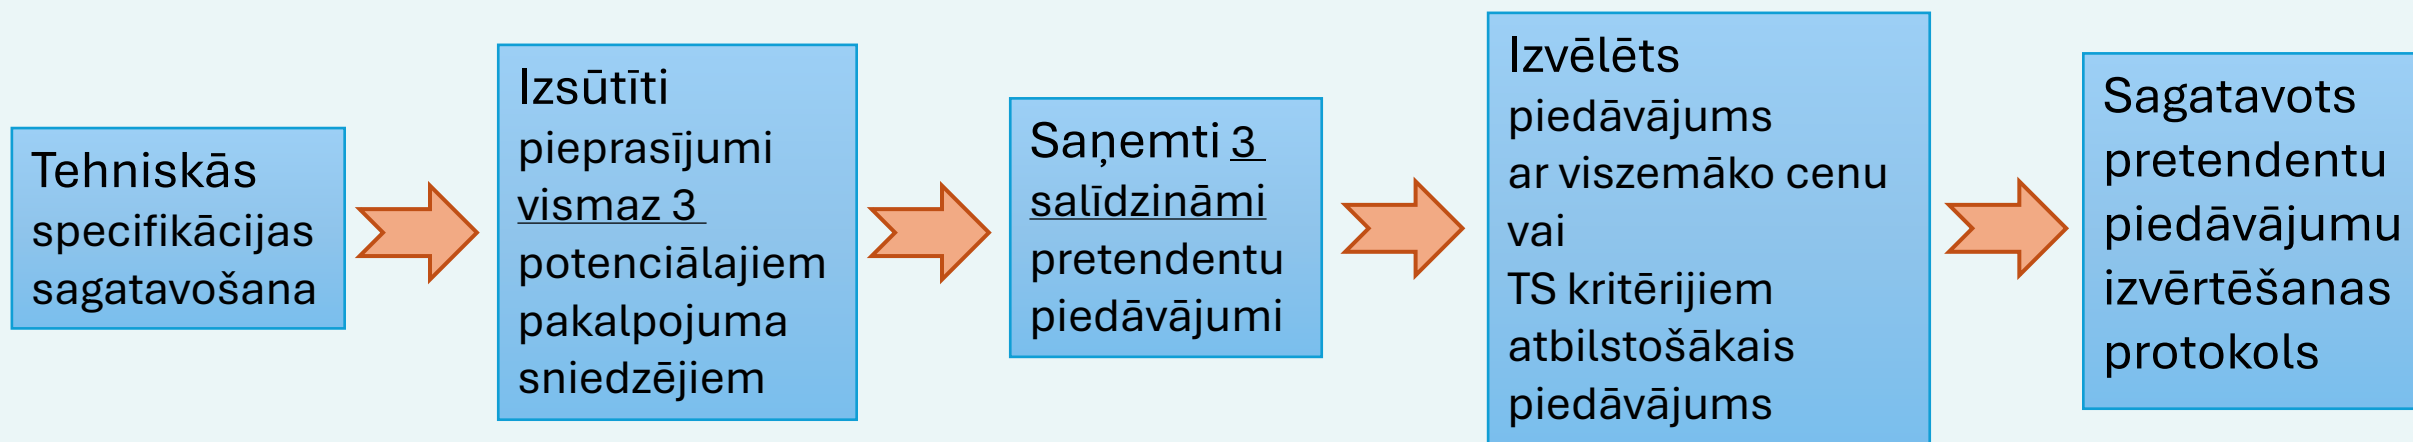 Tehniskās
specifikācijas
sagatavošana
Izsūtīti
pieprasījumi
vismaz 3
potenciālajiem
pakalpojuma
sniedzējiem
Saņemti 3
salīdzināmi
pretendentu
piedāvājumi
Izvēlēts
piedāvājums
ar viszemāko cenu
vai
TS kritērijiem
atbilstošākais
piedāvājums
Sagatavots
pretendentu
piedāvājumu
izvērtēšanas
protokols